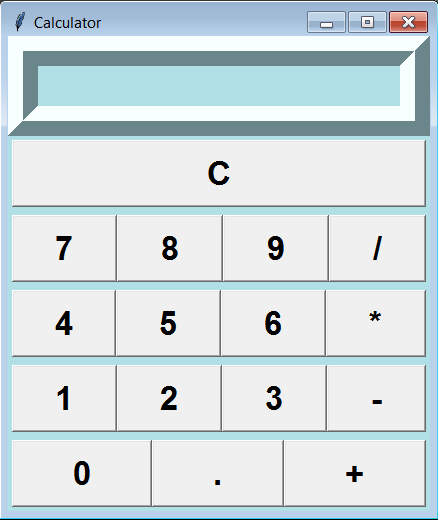 Calculator
C
7 8 9 /
4 5 6 *
1 2 3 -
0 . +